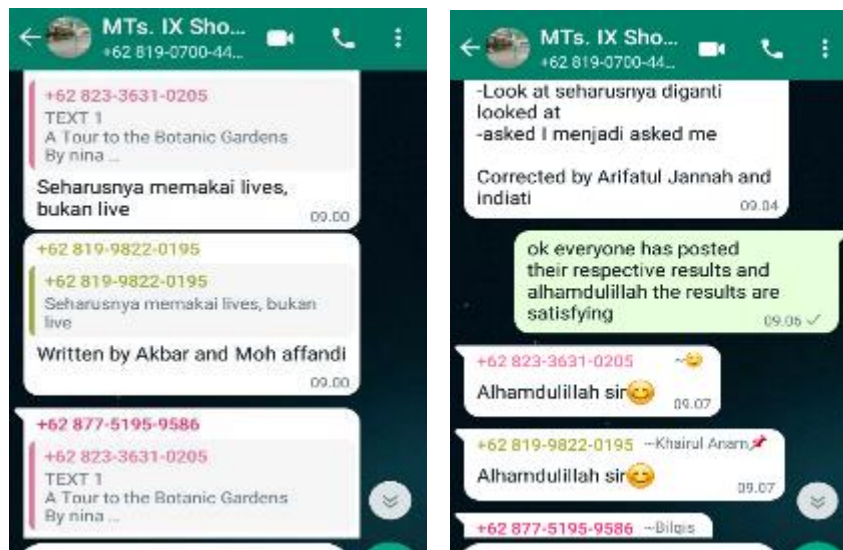 MTs. IX Sho...
+62 819-0700-44...
+62 823-3631-0205
TEXT 1
A Tour to the Botanic Gardens
By nina ...
Seharusnya memakai lives,
bukan live
09.00
+62 819-9822-0195
+62 819-9822-0195
Seharusnya memakai lives, bukan
live
Written by Akbar and Moh affandi
09.00
+62 877-5195-9586
+62 823-3631-0205
TEXT 1
A Tour to the Botanic Gardens
By nina ...
MTs. IX Sho...
+62 819-0700-44...
-Look at seharusnya diganti
looked at
-asked I menjadi asked me
Corrected by Arifatul Jannah and
indiati
09.04
ok everyone has posted
their respective results and
alhamdulillah the results are
satisfying
09.06
+62 823-3631-0205 ~😊
Alhamdulillah sir😊
09.07
+62 819-9822-0195 ~Khairul Anam📌
Alhamdulillah sir😊
09.07
+62 877-5195-9586 ~Bilqis